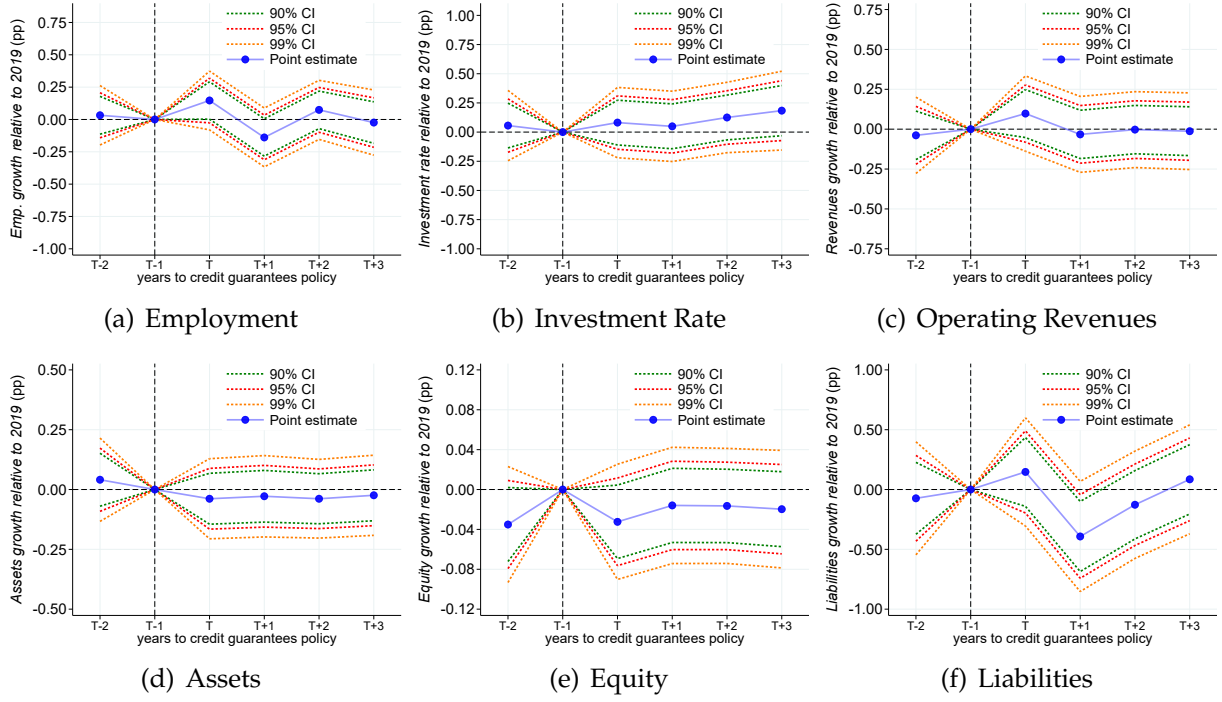 Emp. growth relative to 2019 (pp)
0.75
0.50
0.25
0.00
-0.25
-0.50
-0.75
-1.00
90% CI
95% CI
99% CI
Point estimate
T-2 T-1 T T+1 T+2 T+3
years to credit guarantees policy
(a) Employment
Investment rate relative to 2019 (pp)
1.00
0.75
0.50
0.25
0.00
-0.25
-0.50
-0.75
-1.00
90% CI
95% CI
99% CI
Point estimate
T-2 T-1 T T+1 T+2 T+3
years to credit guarantees policy
(b) Investment Rate
Revenues growth relative to 2019 (pp)
0.75
0.50
0.25
0.00
-0.25
-0.50
-0.75
90% CI
95% CI
99% CI
Point estimate
T-2 T-1 T T+1 T+2 T+3
years to credit guarantees policy
(c) Operating Revenues
Assets growth relative to 2019 (pp)
0.50
0.25
0.00
-0.25
-0.50
90% CI
95% CI
99% CI
Point estimate
T-2 T-1 T T+1 T+2 T+3
years to credit guarantees policy
(d) Assets
Equity growth relative to 2019 (pp)
0.12
0.08
0.04
0.00
-0.04
-0.08
-0.12
90% CI
95% CI
99% CI
Point estimate
T-2 T-1 T T+1 T+2 T+3
years to credit guarantees policy
(e) Equity
Liabilities growth relative to 2019 (pp)
1.00
0.50
0.00
-0.50
-1.00
90% CI
95% CI
99% CI
Point estimate
T-2 T-1 T T+1 T+2 T+3
years to credit guarantees policy
(f) Liabilities